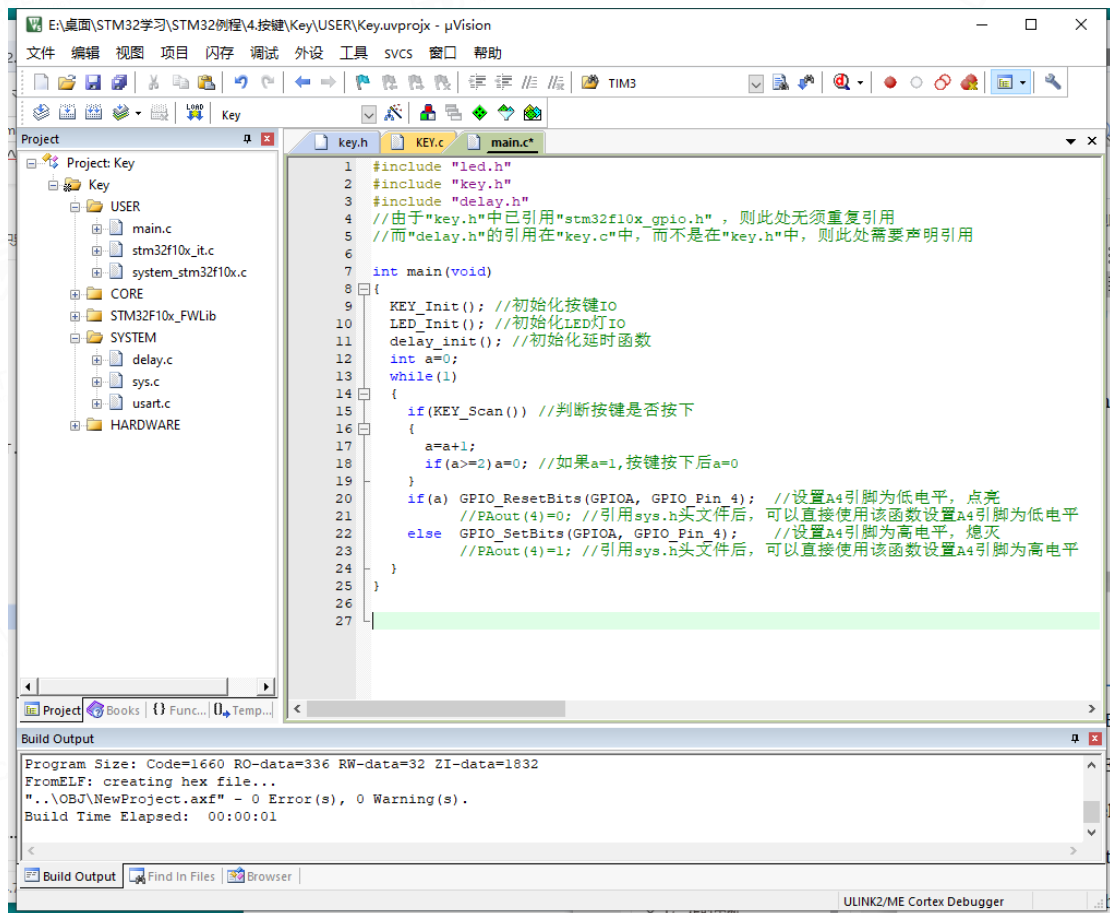 E:\桌面\STM32学习\STM32例程\4.按键\Key\USER\Key.uvprojx - µVision
文件 编辑 视图 项目 闪存 调试 外设 工具 SVCS 窗口 帮助
TIM3
LOAD Key
Project
key.h KEY.c main.c*
Project: Key
Key
USER
main.c
stm32f10x_it.c
system_stm32f10x.c
CORE
STM32F10x_FWLib
SYSTEM
delay.c
sys.c
usart.c
HARDWARE
1 #include "led.h"
2 #include "key.h"
3 #include "delay.h"
4 //由于"key.h"中已引用"stm32f10x_gpio.h" ，则此处无须重复引用
5 //而"delay.h"的引用在"key.c"中，而不是在"key.h"中，则此处需要声明引用
6
7 int main(void)
8 {
9 KEY_Init(); //初始化按键IO
10 LED_Init(); //初始化LED灯IO
11 delay_init(); //初始化延时函数
12 int a=0;
13 while(1)
14 {
15 if(KEY_Scan()) //判断按键是否按下
16 {
17 a=a+1;
18 if(a>=2)a=0; //如果a=1,按键按下后a=0
19 }
20 if(a) GPIO_ResetBits(GPIOA, GPIO_Pin_4); //设置A4引脚为低电平，点亮
21 //PAout(4)=0; //引用sys.h头文件后，可以直接使用该函数设置A4引脚为低电平
22 else GPIO_SetBits(GPIOA, GPIO_Pin_4); //设置A4引脚为高电平，熄灭
23 //PAout(4)=1; //引用sys.h头文件后，可以直接使用该函数设置A4引脚为高电平
24 }
25 }
26
27
Project Books {} Func... Temp...
Build Output
Program Size: Code=1660 RO-data=336 RW-data=32 ZI-data=1832
FromELF: creating hex file...
"..\OBJ\NewProject.axf" - 0 Error(s), 0 Warning(s).
Build Time Elapsed: 00:00:01
Build Output Find In Files Browser
ULINK2/ME Cortex Debugger